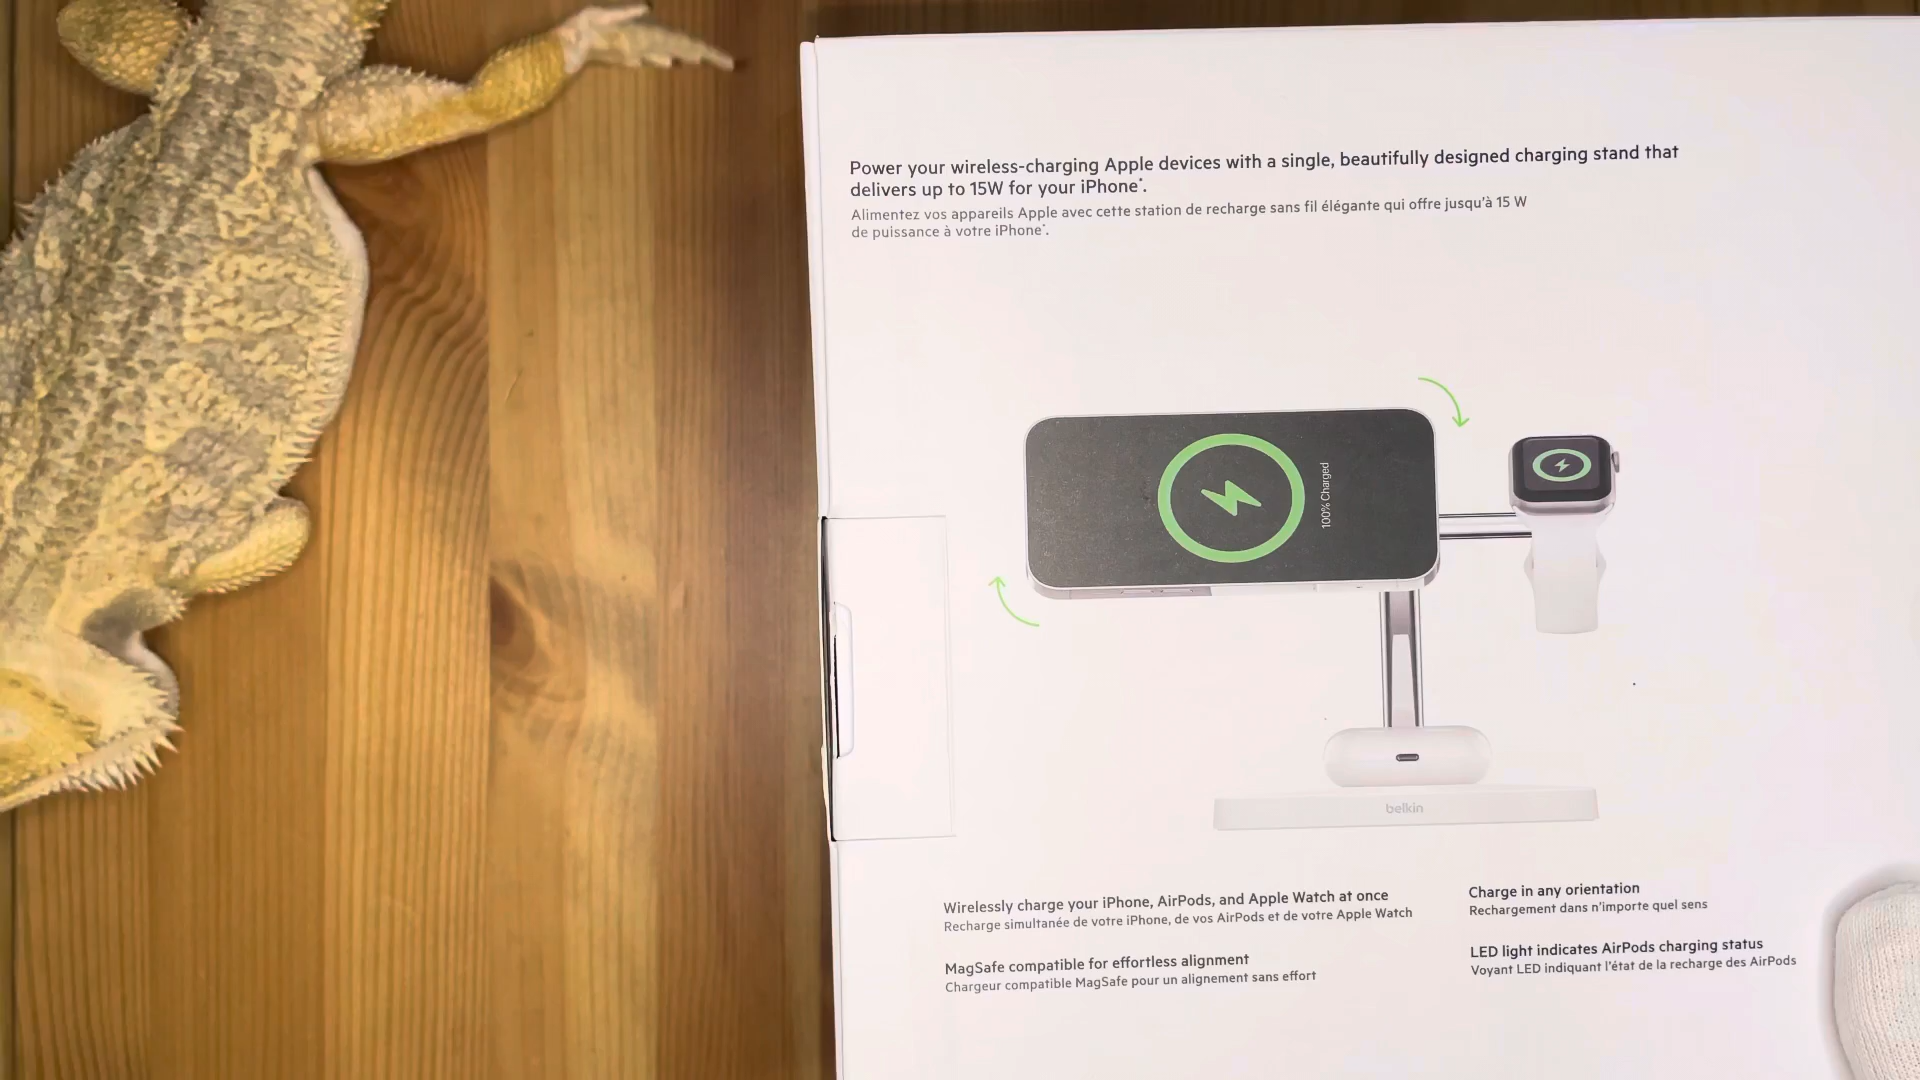 Power your wireless-charging Apple devices with a single, beautifully designed charging stand that
delivers up to 15W for your iPhone*.
Alimentez vos appareils Apple avec cette station de recharge sans fil élégante qui offre jusqu'à 15 W
de puissance à votre iPhone*.
100% Charged
belkin
Wirelessly charge your iPhone, AirPods, and Apple Watch at once
Recharge simultanée de votre iPhone, de vos AirPods et de votre Apple Watch
MagSafe compatible for effortless alignment
Chargeur compatible MagSafe pour un alignement sans effort
Charge in any orientation
Rechargement dans n'importe quel sens
LED light indicates AirPods charging status
Voyant LED indiquant l'état de la recharge des AirPods